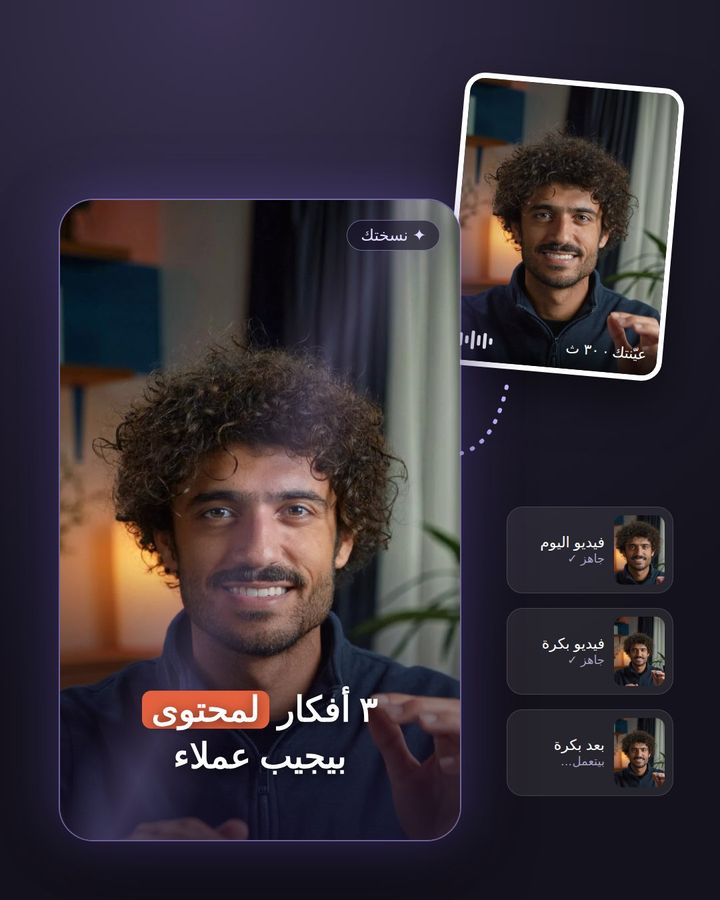 ✦ نسختك
عيّنتك · ٣٠ ث
٣ أفكار لمحتوى
بيجيب عملاء
فيديو اليوم
جاهز ✓
فيديو بكرة
جاهز ✓
بعد بكرة
بيتعمل...